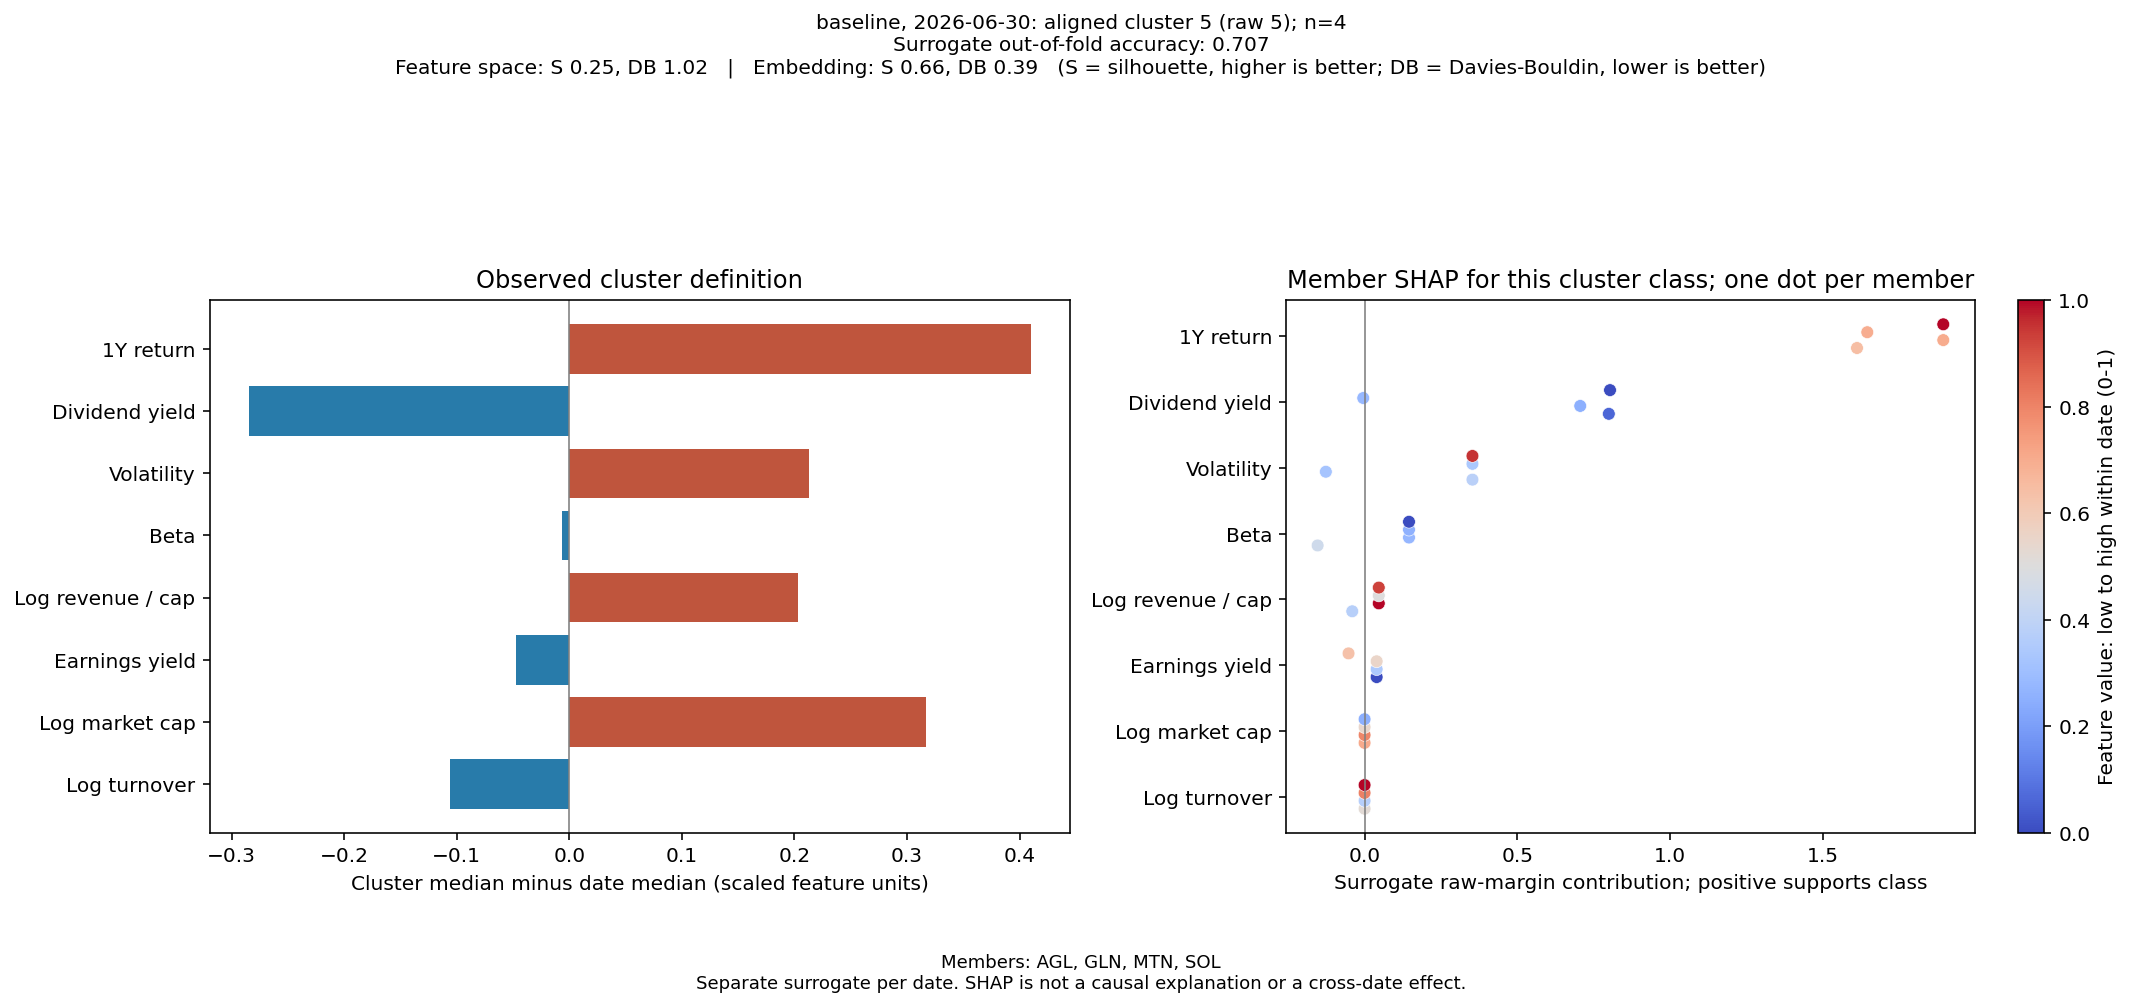 baseline, 2026-06-30: aligned cluster 5 (raw 5); n=4
Surrogate out-of-fold accuracy: 0.707
Feature space: S 0.25, DB 1.02   |   Embedding: S 0.66, DB 0.39   (S = silhouette, higher is better; DB = Davies-Bouldin, lower is better)
Observed cluster definition
1Y return
Dividend yield
Volatility
Beta
Log revenue / cap
Earnings yield
Log market cap
Log turnover
−0.3 −0.2 −0.1 0.0 0.1 0.2 0.3 0.4
Cluster median minus date median (scaled feature units)
Member SHAP for this cluster class; one dot per member
1Y return
Dividend yield
Volatility
Beta
Log revenue / cap
Earnings yield
Log market cap
Log turnover
0.0 0.5 1.0 1.5
Surrogate raw-margin contribution; positive supports class
1.0
0.8
0.6
0.4
0.2
0.0
Feature value: low to high within date (0-1)
Members: AGL, GLN, MTN, SOL
Separate surrogate per date. SHAP is not a causal explanation or a cross-date effect.